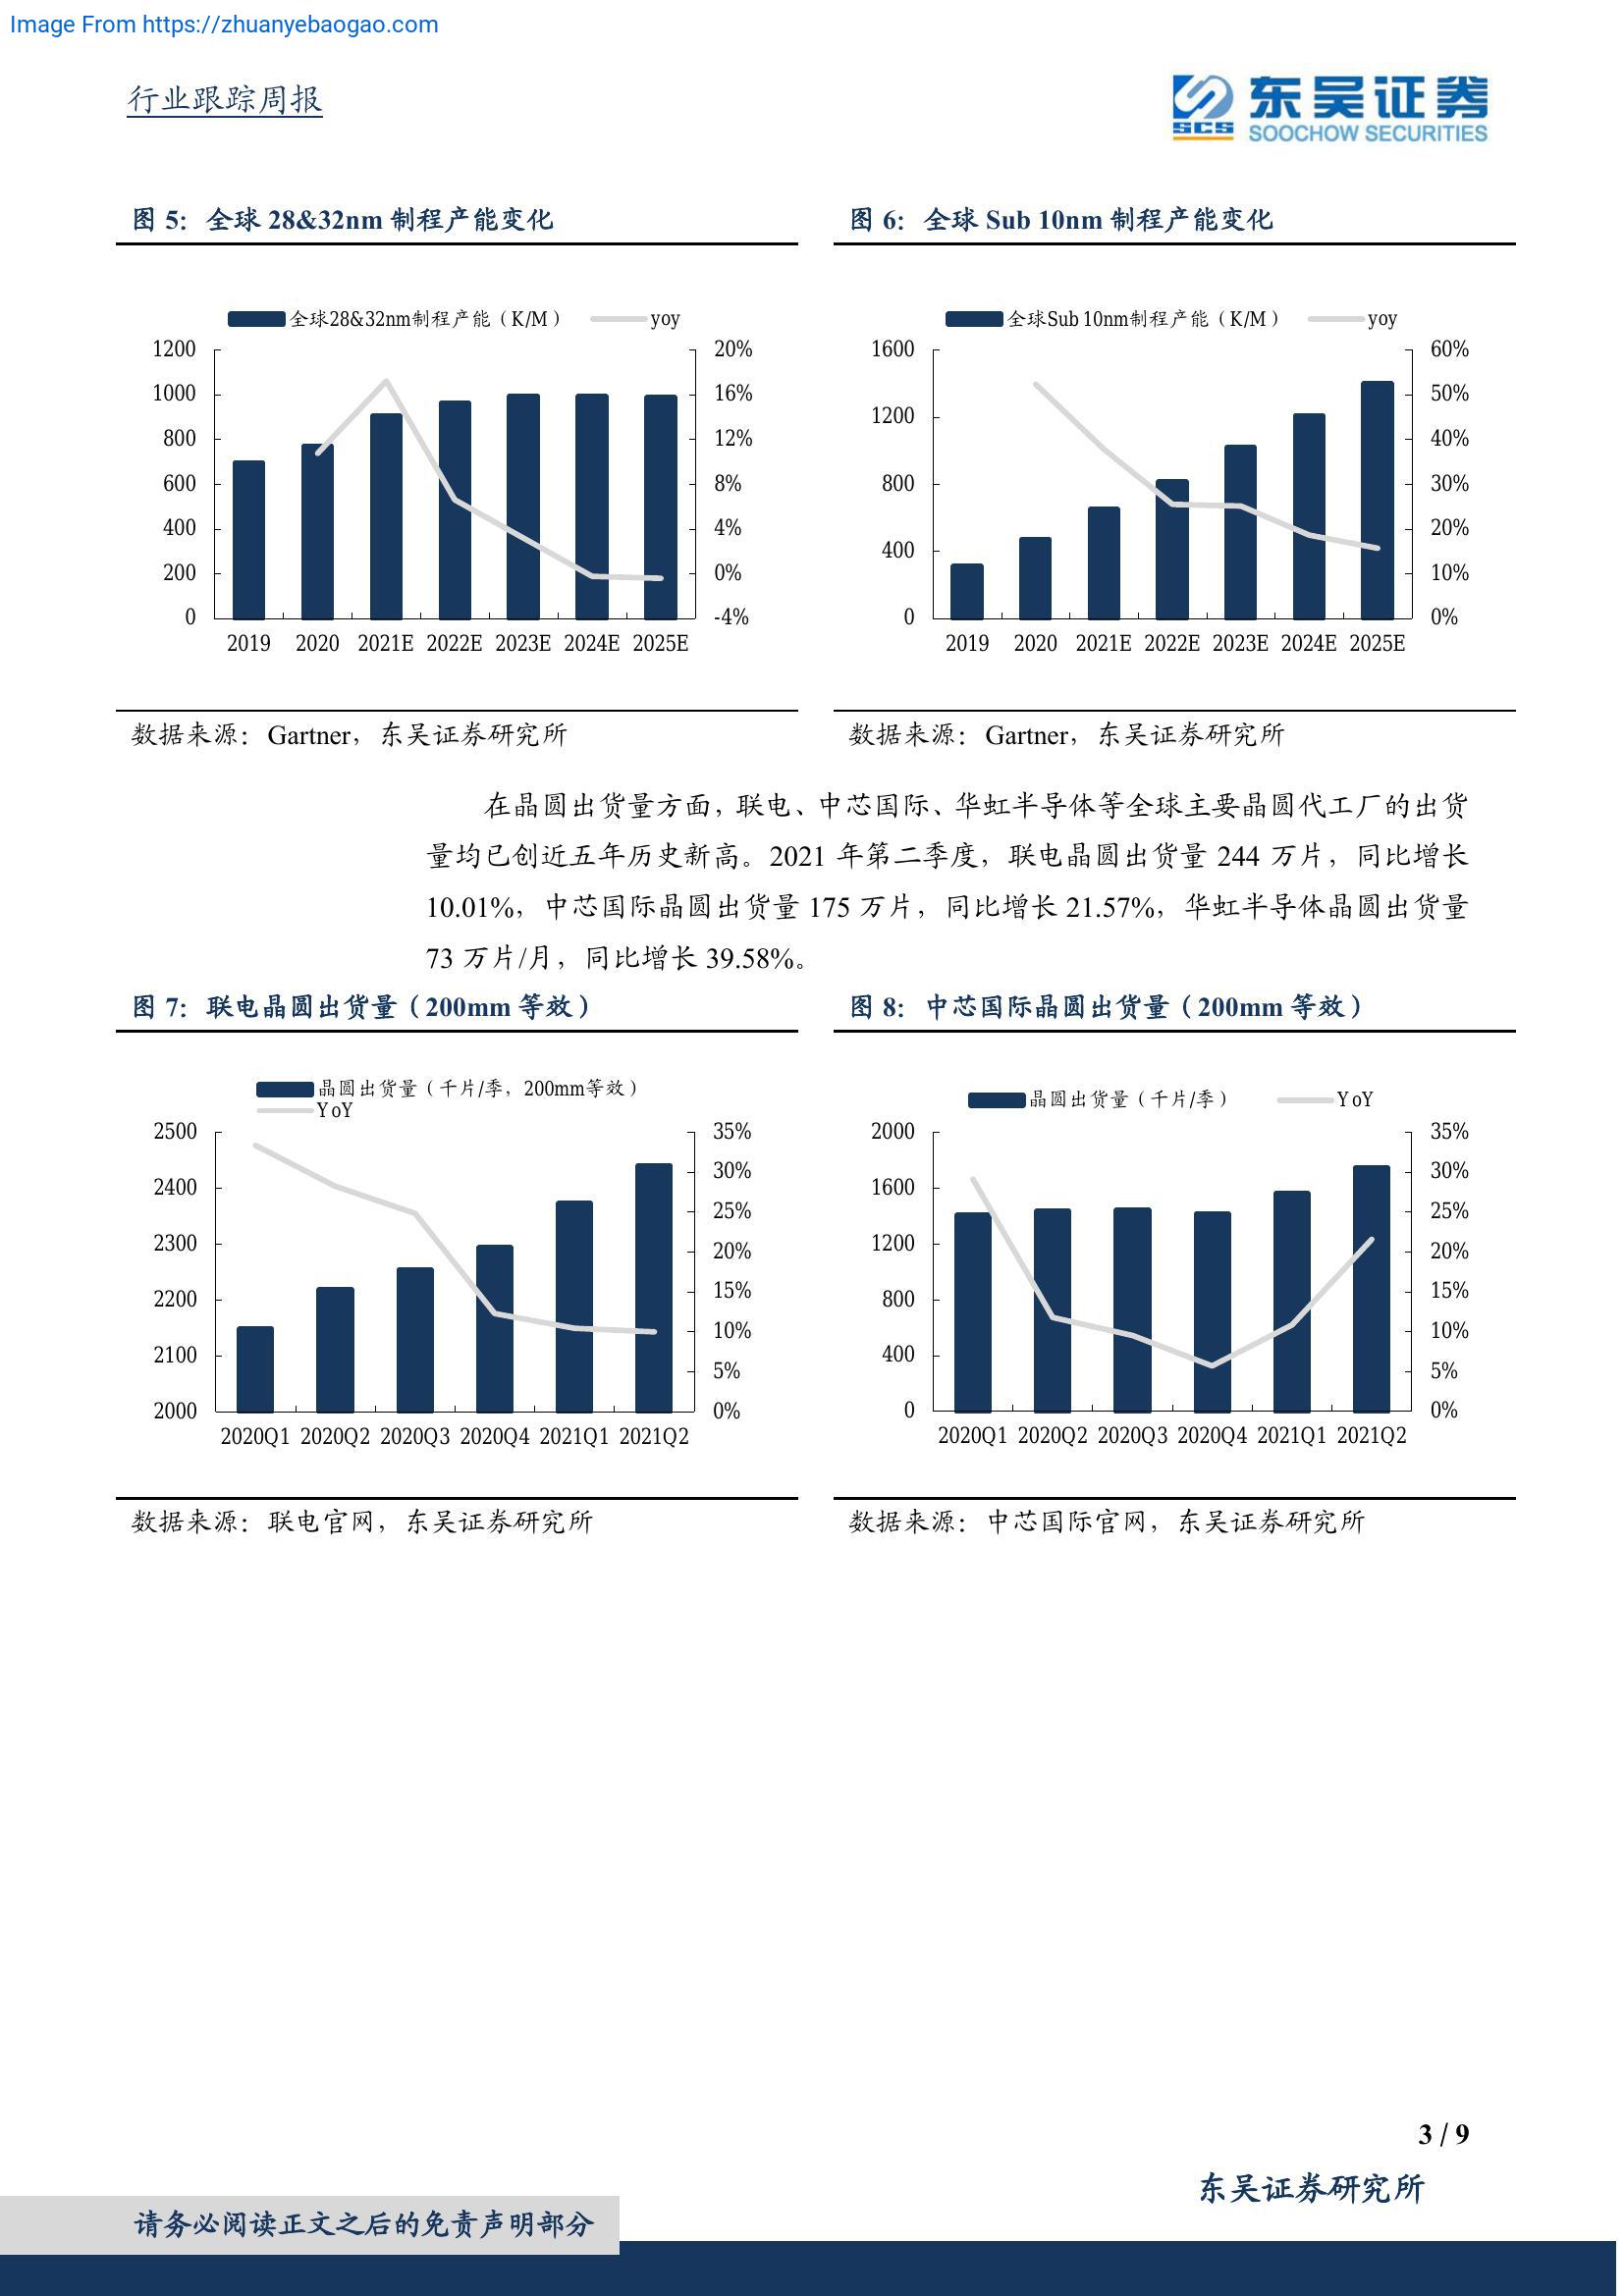 Image From https://zhuanyebaogao.com
行业跟踪周报
SCS
东吴证券
SOOCHOW SECURITIES
图 5：全球 28&32nm 制程产能变化
全球28&32nm制程产能（K/M）
yoy
1200
1000
800
600
400
200
0
20%
16%
12%
8%
4%
0%
-4%
2019 2020 2021E 2022E 2023E 2024E 2025E
数据来源：Gartner，东吴证券研究所
图 6：全球 Sub 10nm 制程产能变化
全球Sub 10nm制程产能（K/M）
yoy
1600
1200
800
400
0
60%
50%
40%
30%
20%
10%
0%
2019 2020 2021E 2022E 2023E 2024E 2025E
数据来源：Gartner，东吴证券研究所
在晶圆出货量方面，联电、中芯国际、华虹半导体等全球主要晶圆代工厂的出货
量均已创近五年历史新高。2021 年第二季度，联电晶圆出货量 244 万片，同比增长
10.01%，中芯国际晶圆出货量 175 万片，同比增长 21.57%，华虹半导体晶圆出货量
73 万片/月，同比增长 39.58%。
图 7：联电晶圆出货量（200mm 等效）
晶圆出货量（千片/季，200mm等效）
YoY
2500
2400
2300
2200
2100
2000
35%
30%
25%
20%
15%
10%
5%
0%
2020Q1 2020Q2 2020Q3 2020Q4 2021Q1 2021Q2
数据来源：联电官网，东吴证券研究所
图 8：中芯国际晶圆出货量（200mm 等效）
晶圆出货量（千片/季）
YoY
2000
1600
1200
800
400
0
35%
30%
25%
20%
15%
10%
5%
0%
2020Q1 2020Q2 2020Q3 2020Q4 2021Q1 2021Q2
数据来源：中芯国际官网，东吴证券研究所
3 / 9
东吴证券研究所
请务必阅读正文之后的免责声明部分